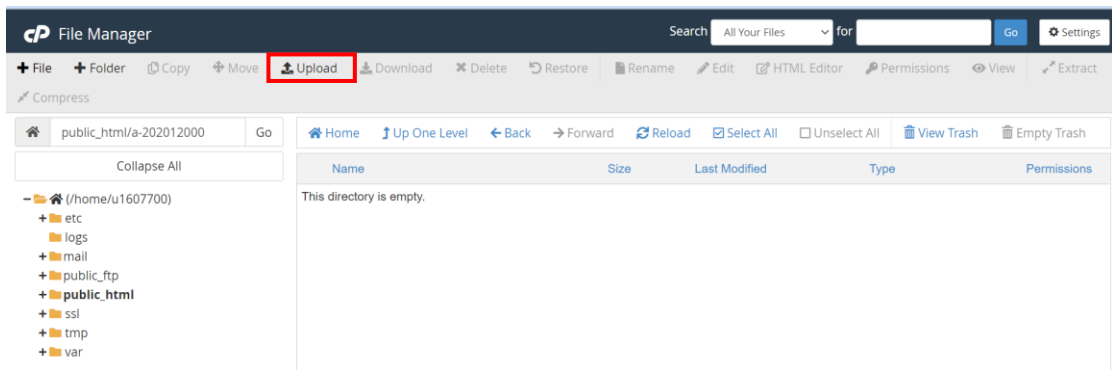 cP File Manager Search All Your Files for Go Settings
File Folder Copy Move Upload Download Delete Restore Rename Edit HTML Editor Permissions View Extract
Compress
public_html/a-202012000 Go Home Up One Level Back Forward Reload Select All Unselect All View Trash Empty Trash
Collapse All Name Size Last Modified Type Permissions
(/home/u1607700) This directory is empty.
etc
logs
mail
public_ftp
public_html
ssl
tmp
var